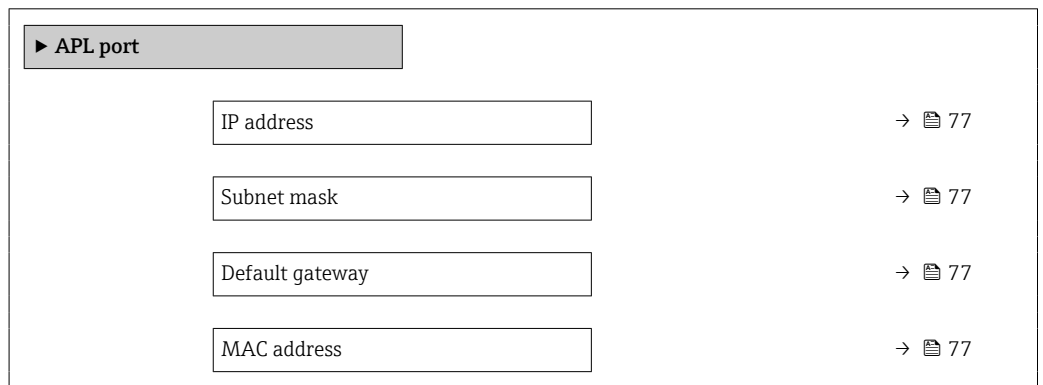 ▶ APL port
IP address → 🖹 77
Subnet mask → 🖹 77
Default gateway → 🖹 77
MAC address → 🖹 77